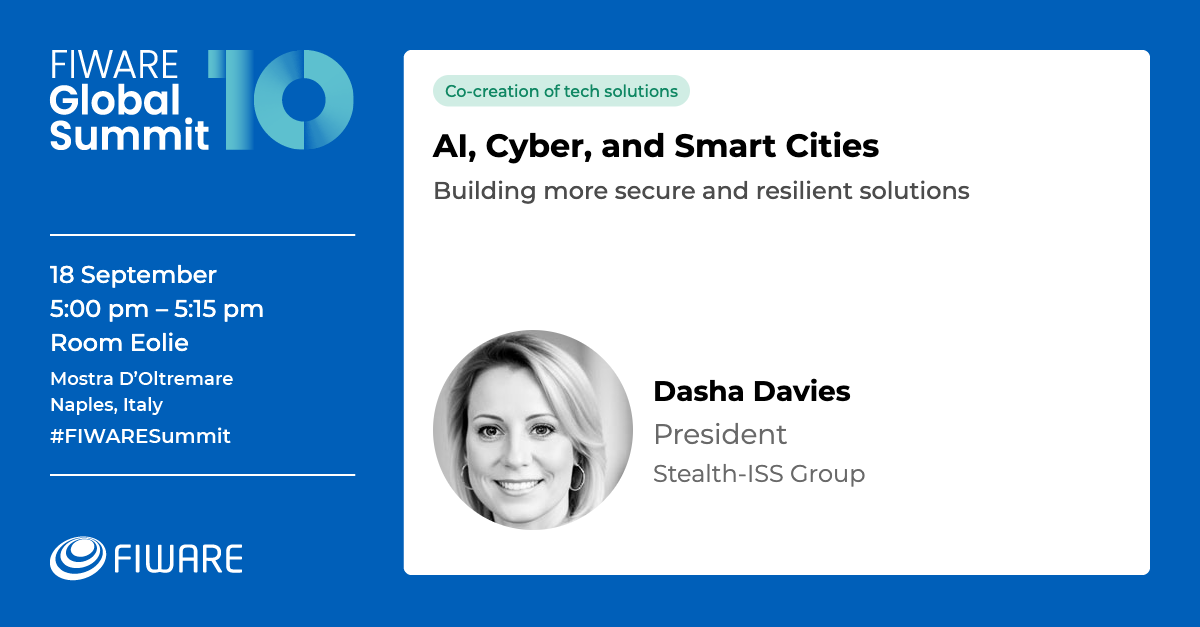 FIWARE
Global
Summit
10
18 September
5:00 pm – 5:15 pm
Room Eolie
Mostra D’Oltremare
Naples, Italy
#FIWARESummit
FIWARE
Co-creation of tech solutions
AI, Cyber, and Smart Cities
Building more secure and resilient solutions
Dasha Davies
President
Stealth-ISS Group